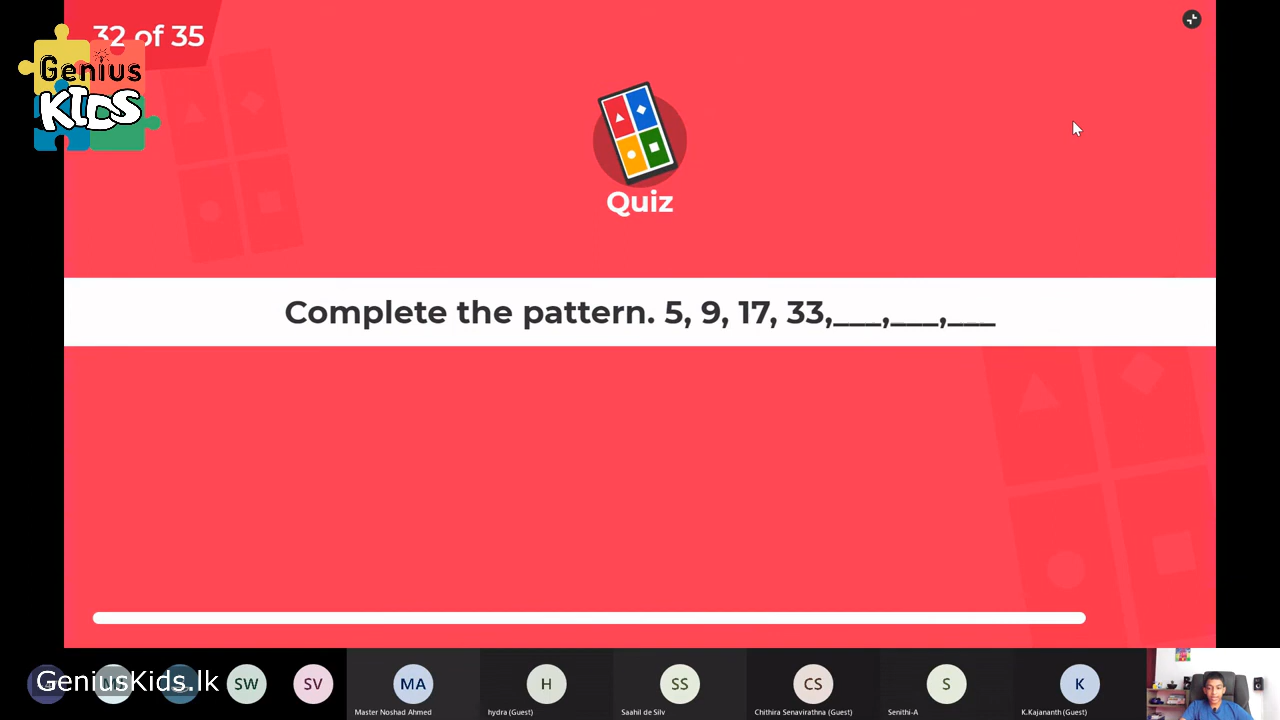 32 of 35
Genius
KIDS
Quiz
Complete the pattern. 5, 9, 17, 33,___,___,___
GeniusKids.lk
SW
SV
MA
H
SS
CS
S
K
Master Noshad Ahmed
hydra (Guest)
Saahil de Silv
Chithira Senavirathna (Guest)
Senithi-A
K.Kajananth (Guest)